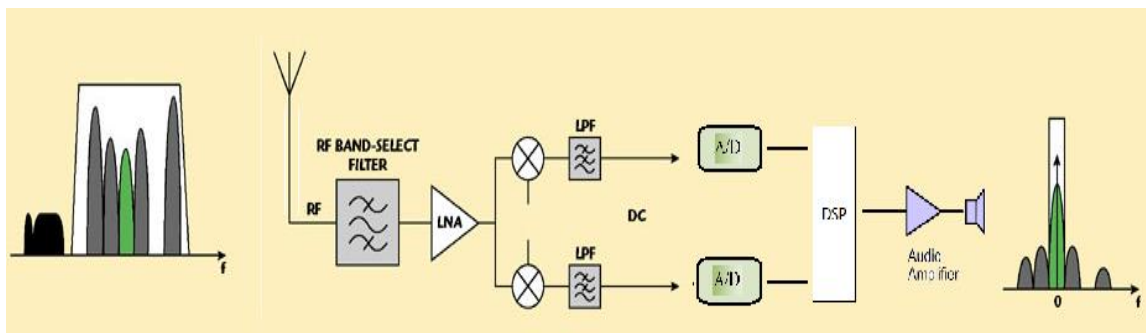 f
RF BAND-SELECT
FILTER
RF
LNA
LPF
DC
LPF
A/D
A/D
DSP
Audio
Amplifier
0
f